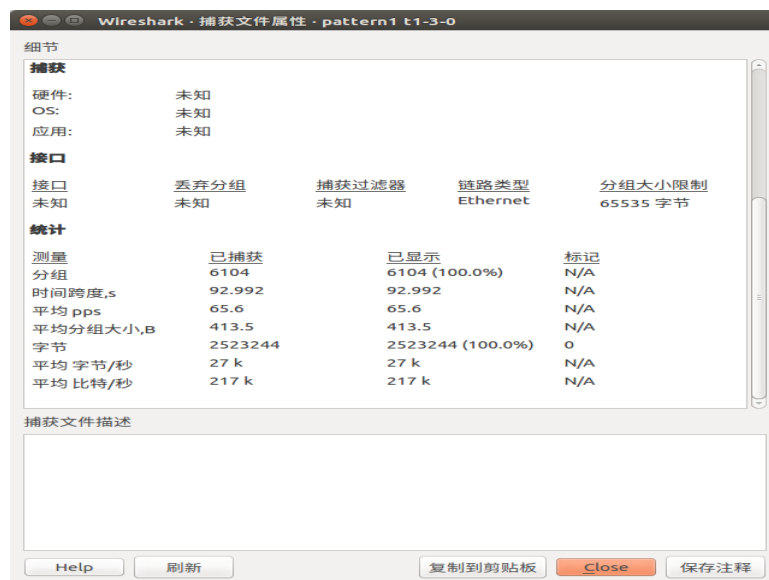 Wireshark · 捕获文件属性 · pattern1 t1-3-0
细节
捕获
硬件: 未知
OS: 未知
应用: 未知
接口
接口 丢弃分组 捕获过滤器 链路类型 分组大小限制
未知 未知 未知 Ethernet 65535 字节
统计
测量 已捕获 已显示 标记
分组 6104 6104 (100.0%) N/A
时间跨度,s 92.992 92.992 N/A
平均 pps 65.6 65.6 N/A
平均分组大小,B 413.5 413.5 N/A
字节 2523244 2523244 (100.0%) 0
平均 字节/秒 27 k 27 k N/A
平均 比特/秒 217 k 217 k N/A
捕获文件描述
Help 刷新 复制到剪贴板 Close 保存注释